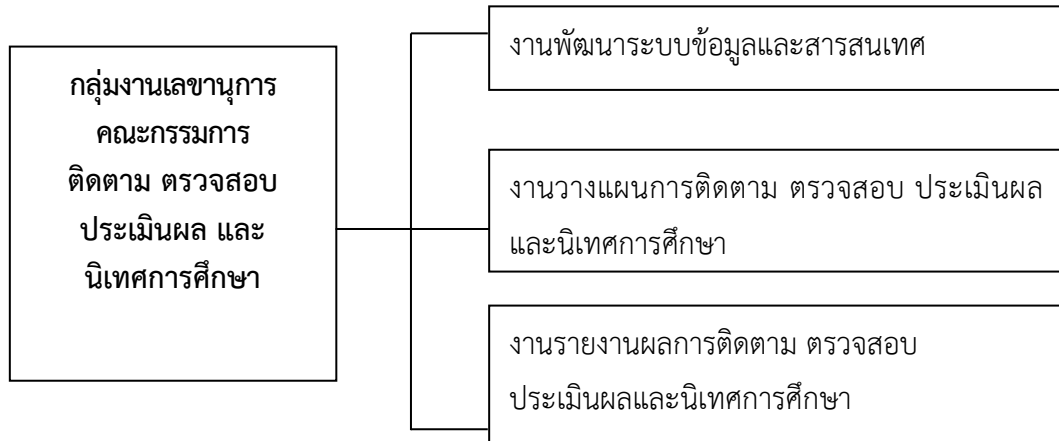 กลุ่มงานเลขานุการ
คณะกรรมการ
ติดตาม ตรวจสอบ
ประเมินผล และ
นิเทศการศึกษา
งานพัฒนาระบบข้อมูลและสารสนเทศ
งานวางแผนการติดตาม ตรวจสอบ ประเมินผล
และนิเทศการศึกษา
งานรายงานผลการติดตาม ตรวจสอบ
ประเมินผลและนิเทศการศึกษา